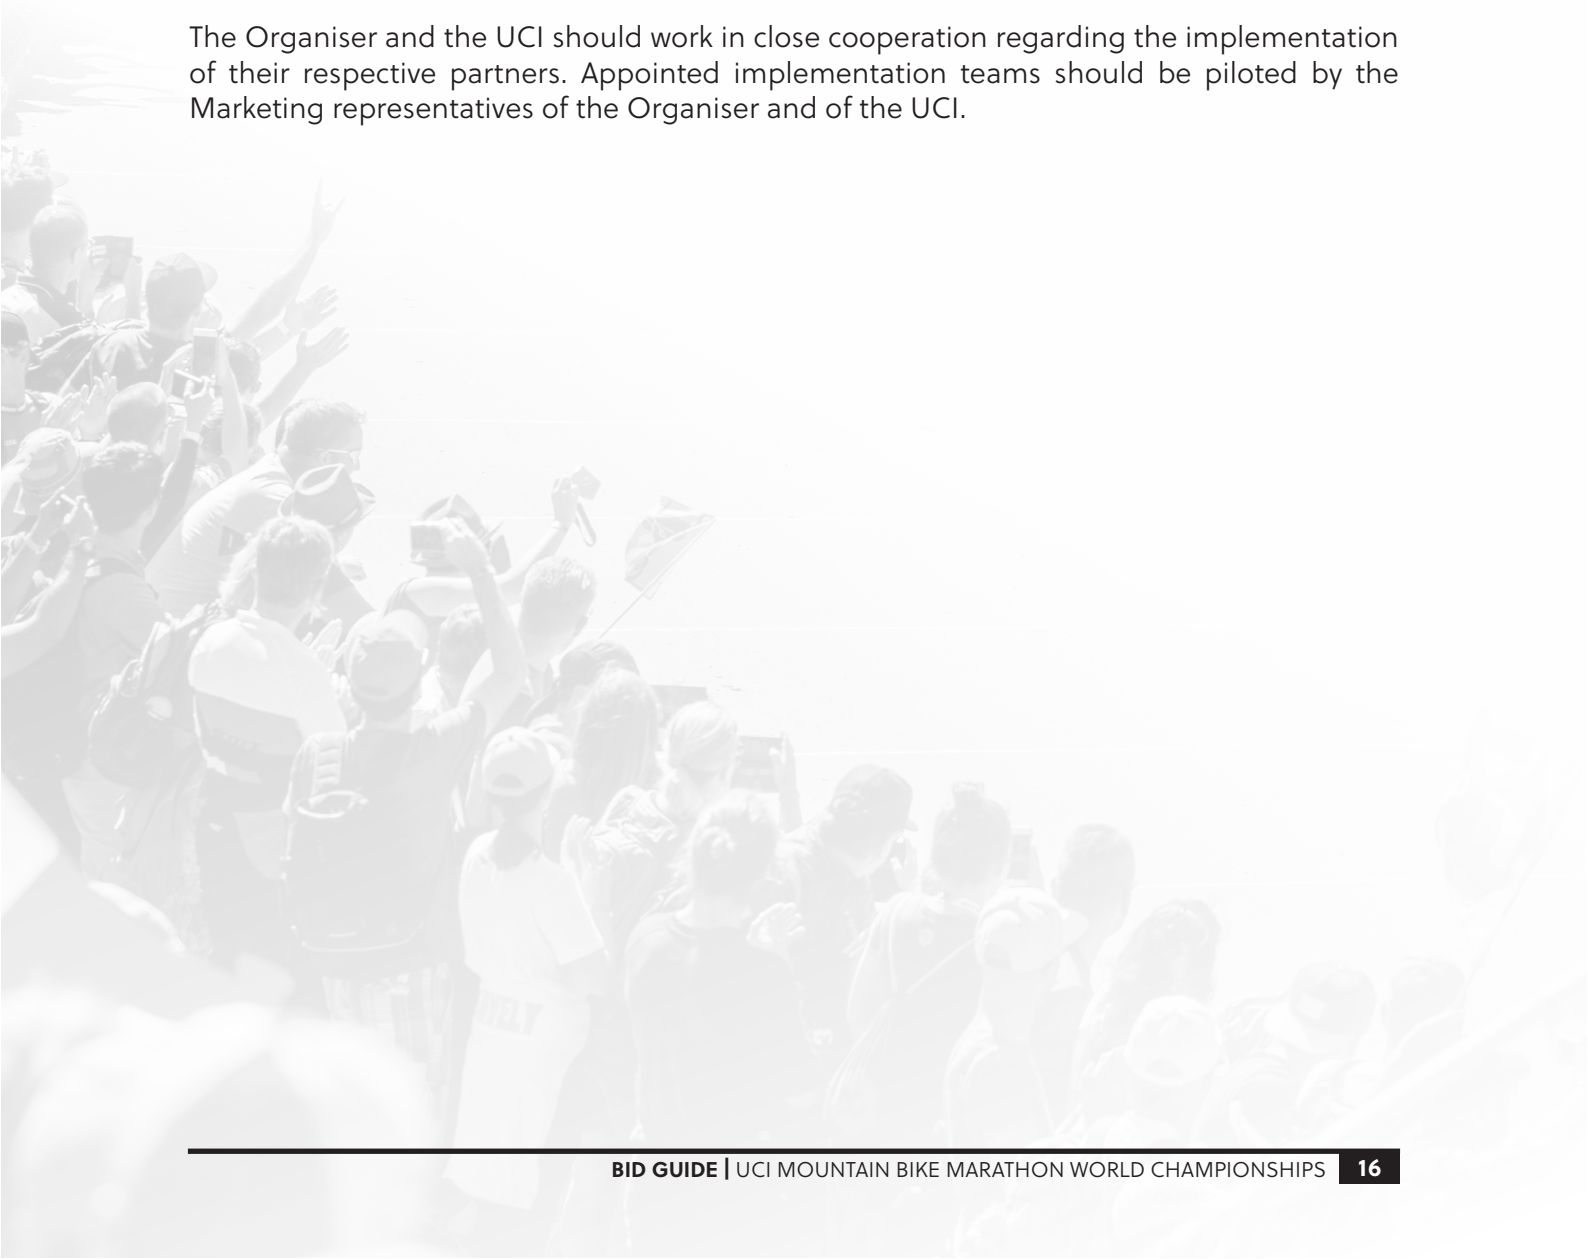 The Organiser and the UCI should work in close cooperation regarding the implementation
of their respective partners. Appointed implementation teams should be piloted by the
Marketing representatives of the Organiser and of the UCI.
BID GUIDE | UCI MOUNTAIN BIKE MARATHON WORLD CHAMPIONSHIPS 16